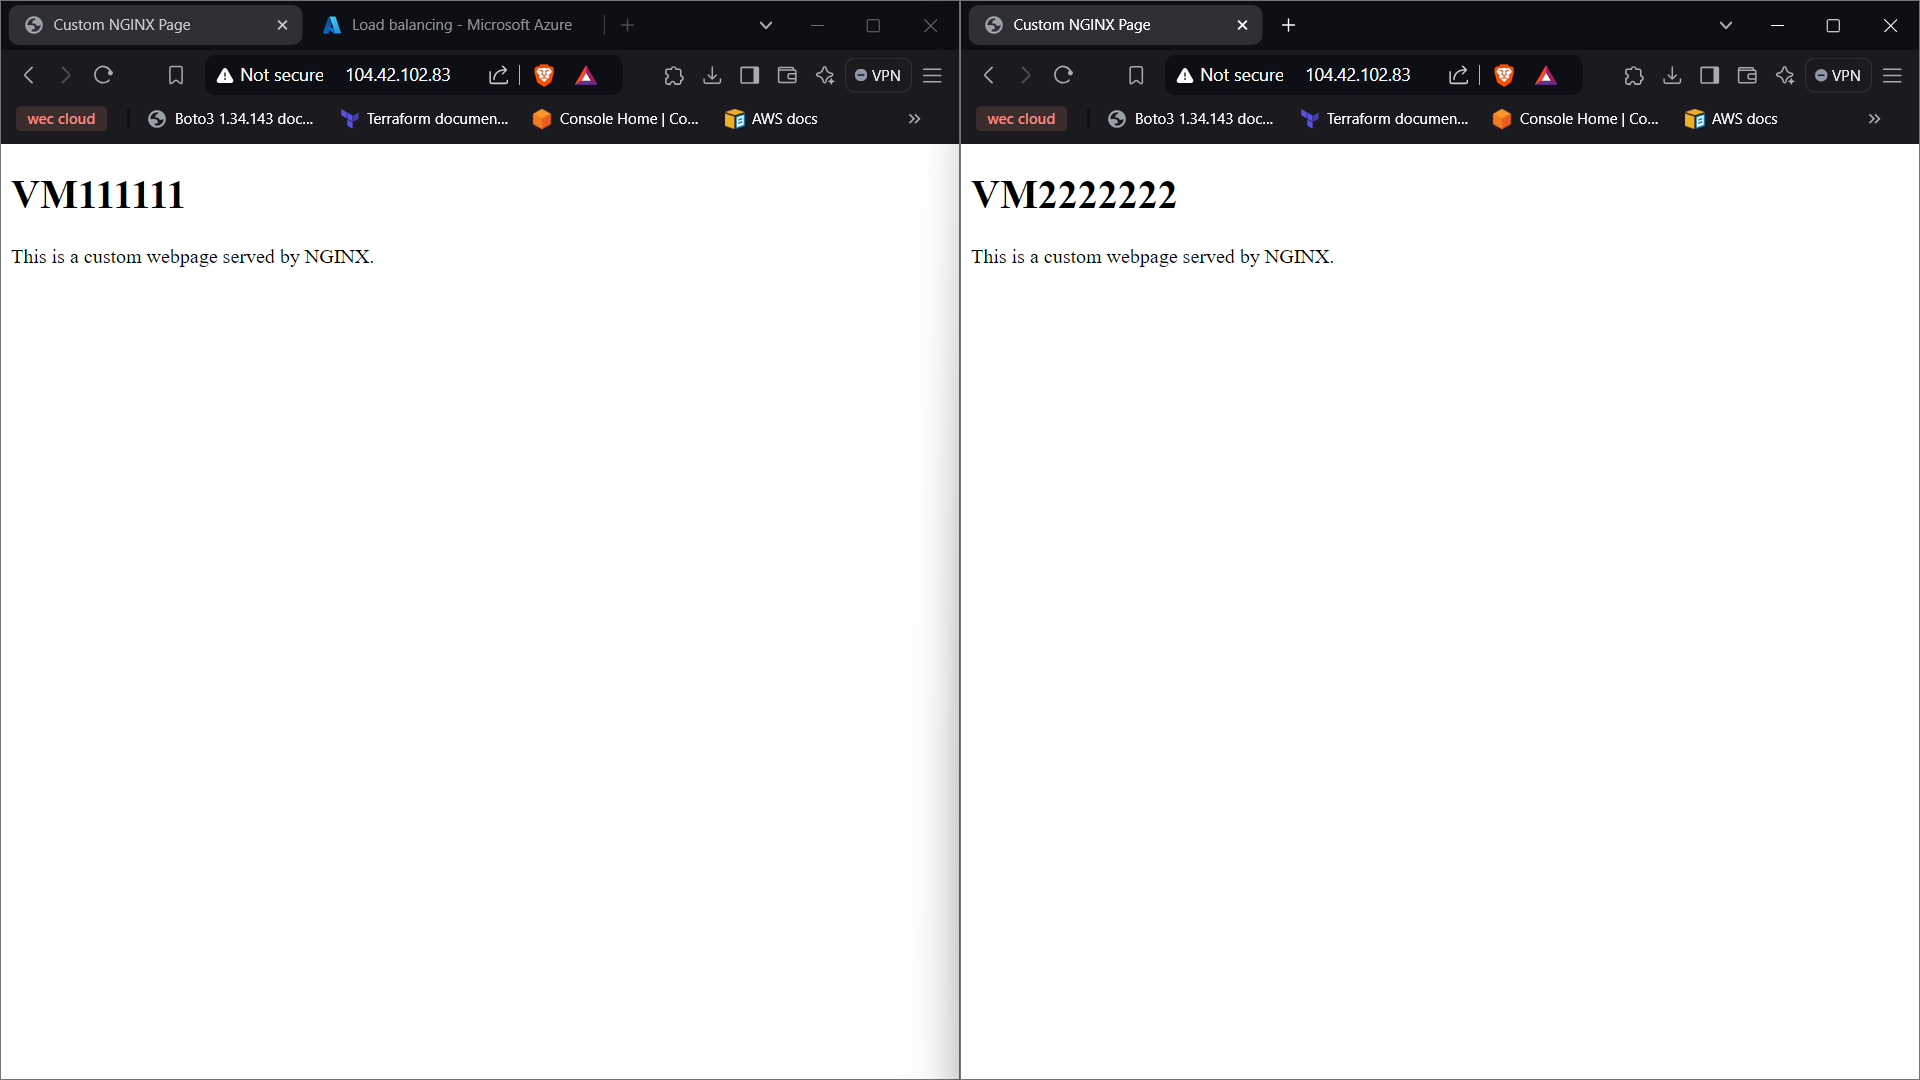 Custom NGINX Page
Load balancing - Microsoft Azure
Not secure
104.42.102.83
VPN
wec cloud
Boto3 1.34.143 doc...
Terraform documen...
Console Home | Co...
AWS docs
VM111111
This is a custom webpage served by NGINX.
Custom NGINX Page
Not secure
104.42.102.83
VPN
wec cloud
Boto3 1.34.143 doc...
Terraform documen...
Console Home | Co...
AWS docs
VM2222222
This is a custom webpage served by NGINX.